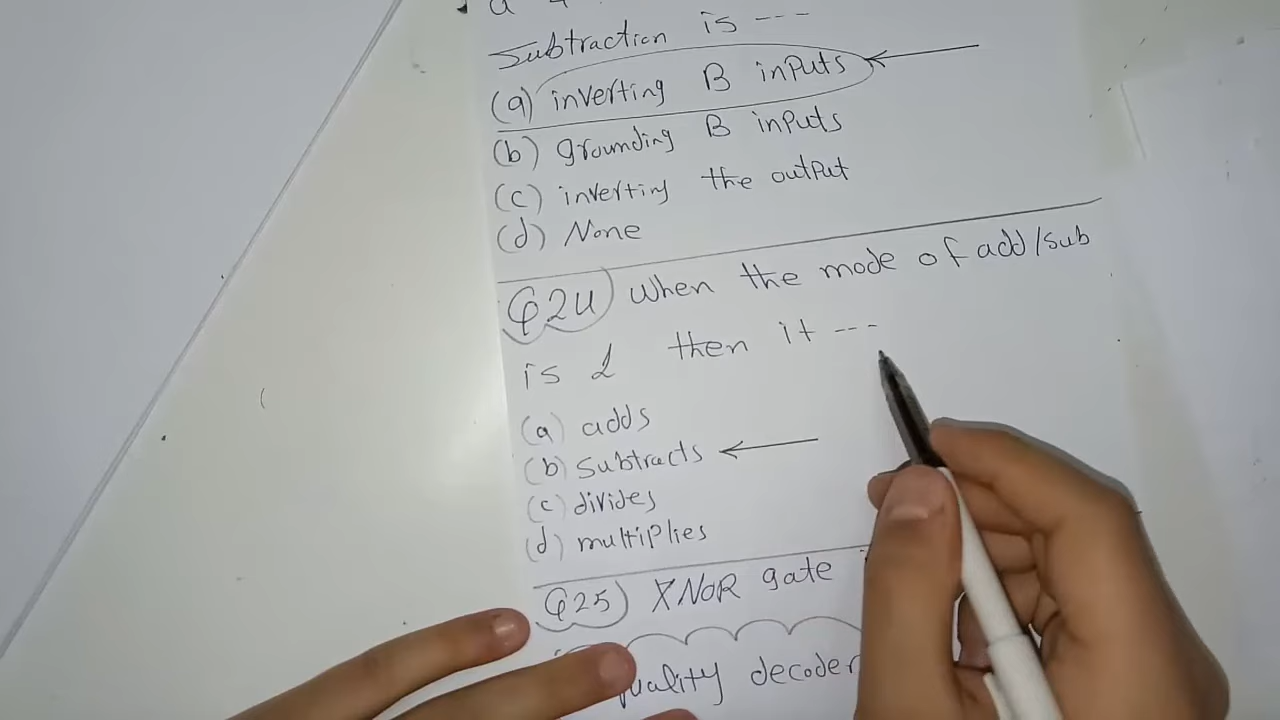 Subtraction is ---
(a) inverting B inputs
(b) grounding B inputs
(c) inverting the output
(d) None
Q24) When the mode of add/sub
is 1 then it ---
(a) adds
(b) Subtracts
(c) divides
(d) multiplies
Q25) XNOR gate
decoder